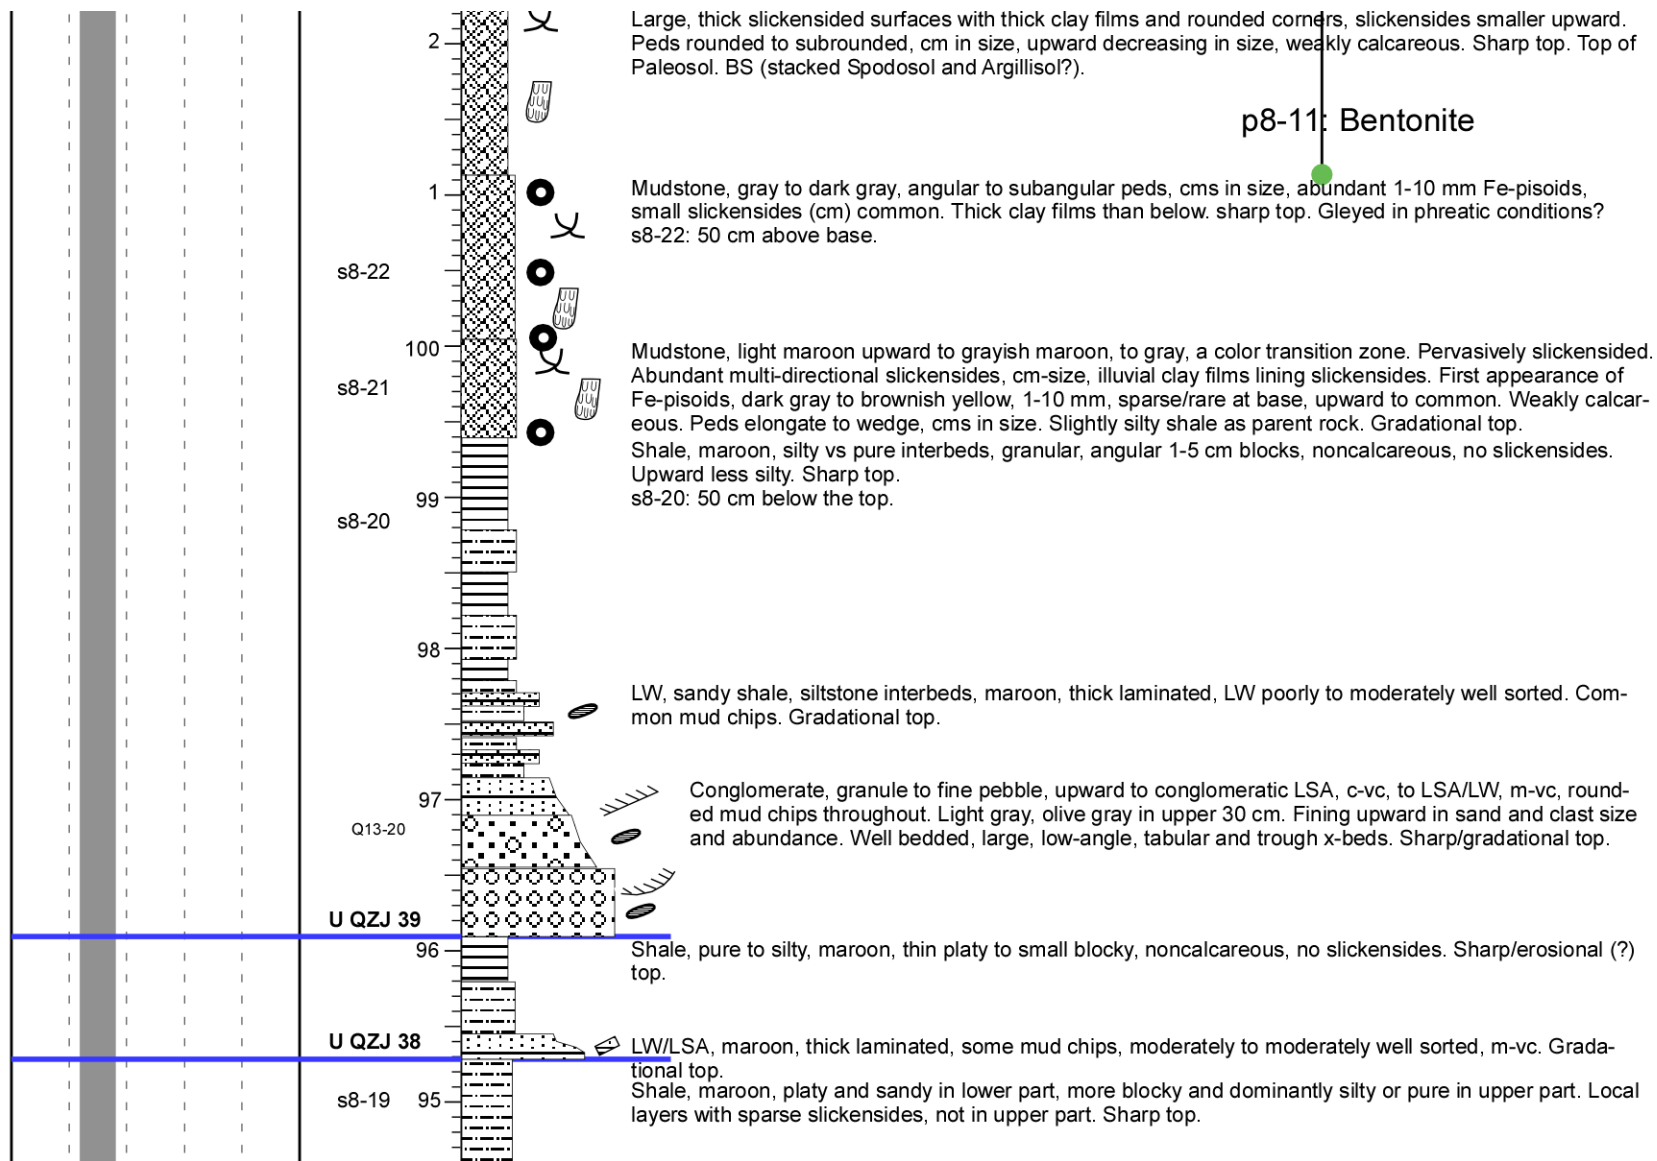 Large, thick slickensided surfaces with thick clay films and rounded corners, slickensides smaller upward.
2
Peds rounded to subrounded, cm in size, upward decreasing in size, weakly calcareous. Sharp top. Top of
Paleosol. BS (stacked Spodosol and Argillisol?).
p8-11: Bentonite
1
Mudstone, gray to dark gray, angular to subangular peds, cms in size, abundant 1-10 mm Fe-pisoids,
small slickensides (cm) common. Thick clay films than below. sharp top. Gleyed in phreatic conditions?
s8-22: 50 cm above base.
s8-22
100
Mudstone, light maroon upward to grayish maroon, to gray, a color transition zone. Pervasively slickensided.
Abundant multi-directional slickensides, cm-size, illuvial clay films lining slickensides. First appearance of
s8-21
Fe-pisoids, dark gray to brownish yellow, 1-10 mm, sparse/rare at base, upward to common. Weakly calcar-
eous. Peds elongate to wedge, cms in size. Slightly silty shale as parent rock. Gradational top.
Shale, maroon, silty vs pure interbeds, granular, angular 1-5 cm blocks, noncalcareous, no slickensides.
Upward less silty. Sharp top.
99
s8-20: 50 cm below the top.
s8-20
98
LW, sandy shale, siltstone interbeds, maroon, thick laminated, LW poorly to moderately well sorted. Com-
mon mud chips. Gradational top.
97
Conglomerate, granule to fine pebble, upward to conglomeratic LSA, c-vc, to LSA/LW, m-vc, round-
ed mud chips throughout. Light gray, olive gray in upper 30 cm. Fining upward in sand and clast size
Q13-20
and abundance. Well bedded, large, low-angle, tabular and trough x-beds. Sharp/gradational top.
U QZJ 39
96
Shale, pure to silty, maroon, thin platy to small blocky, noncalcareous, no slickensides. Sharp/erosional (?)
top.
U QZJ 38
LW/LSA, maroon, thick laminated, some mud chips, moderately to moderately well sorted, m-vc. Grada-
tional top.
s8-19
95
Shale, maroon, platy and sandy in lower part, more blocky and dominantly silty or pure in upper part. Local
layers with sparse slickensides, not in upper part. Sharp top.